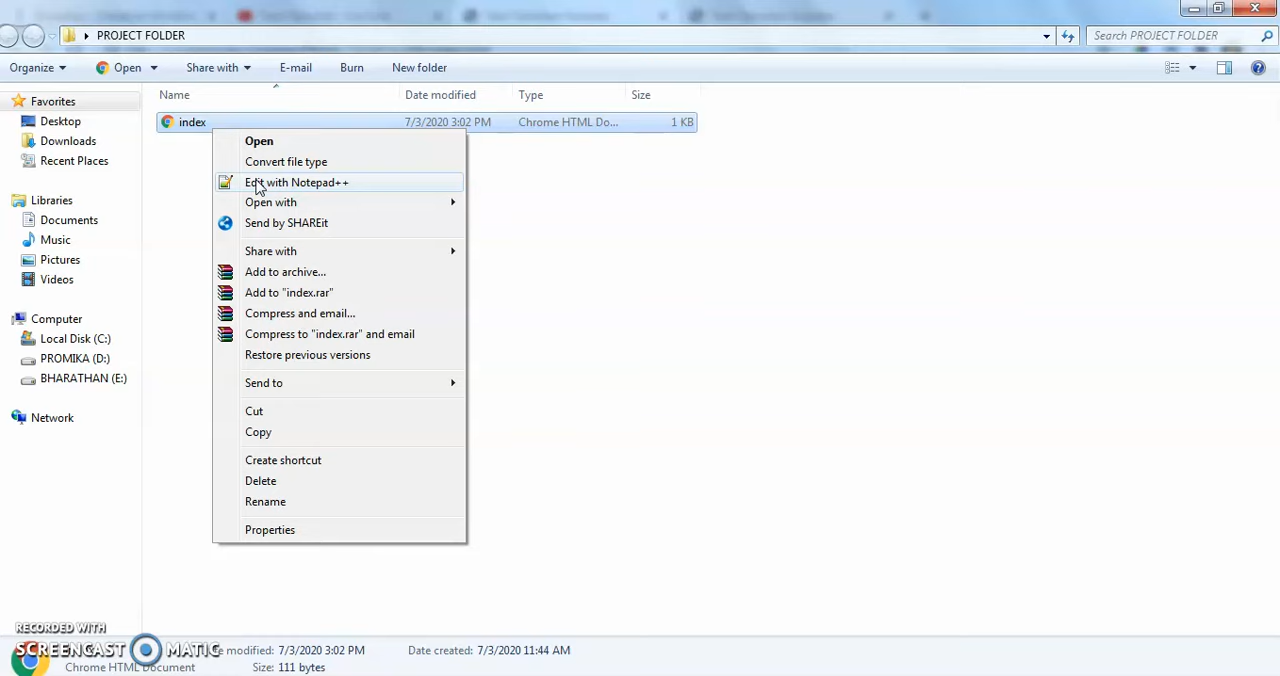 PROJECT FOLDER
Search PROJECT FOLDER
Organize Open Share with E-mail Burn New folder
Name Date modified Type Size
Favorites
Desktop
Downloads
Recent Places
Libraries
Documents
Music
Pictures
Videos
Computer
Local Disk (C:)
PROMIKA (D:)
BHARATHAN (E:)
Network
index 7/3/2020 3:02 PM Chrome HTML Do... 1 KB
Open
Convert file type
Edit with Notepad++
Open with
Send by SHAREit
Share with
Add to archive...
Add to "index.rar"
Compress and email...
Compress to "index.rar" and email
Restore previous versions
Send to
Cut
Copy
Create shortcut
Delete
Rename
Properties
RECORDED WITH
SCREENCAST MATIC
modified: 7/3/2020 3:02 PM Date created: 7/3/2020 11:44 AM
Chrome HTML Document Size: 111 bytes